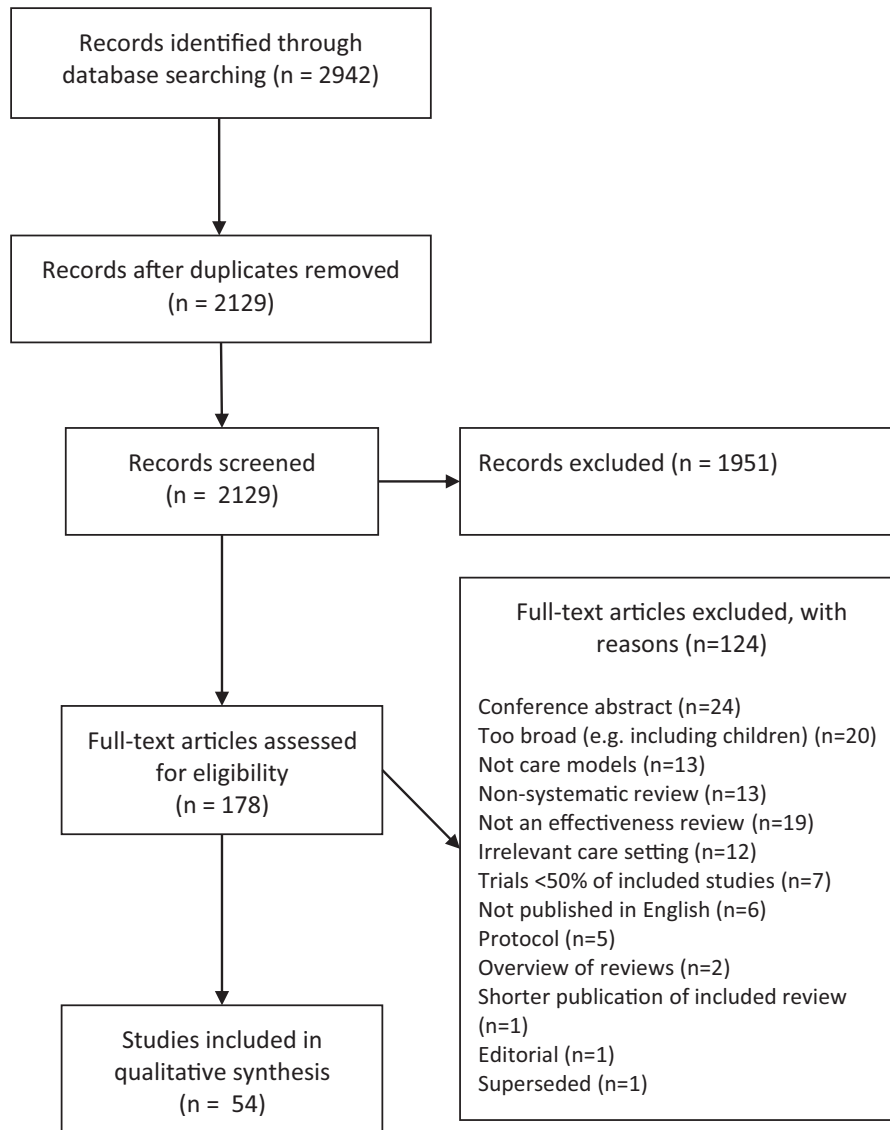 Records identified through
database searching (n = 2942)
Records after duplicates removed
(n = 2129)
Records screened
(n = 2129)
Records excluded (n = 1951)
Full-text articles assessed
for eligibility
(n = 178)
Full-text articles excluded, with
reasons (n=124)
Conference abstract (n=24)
Too broad (e.g. including children) (n=20)
Not care models (n=13)
Non-systematic review (n=13)
Not an effectiveness review (n=19)
Irrelevant care setting (n=12)
Trials <50% of included studies (n=7)
Not published in English (n=6)
Protocol (n=5)
Overview of reviews (n=2)
Shorter publication of included review
(n=1)
Editorial (n=1)
Superseded (n=1)
Studies included in
qualitative synthesis
(n = 54)